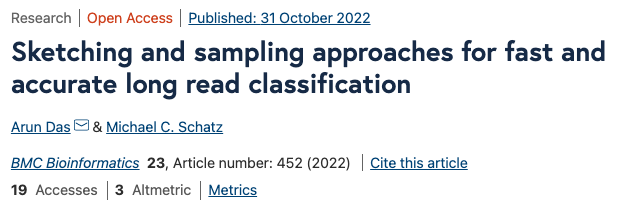 Research | Open Access | Published: 31 October 2022
Sketching and sampling approaches for fast and
accurate long read classification
Arun Das & Michael C. Schatz
BMC Bioinformatics 23, Article number: 452 (2022) | Cite this article
19 Accesses | 3 Altmetric | Metrics